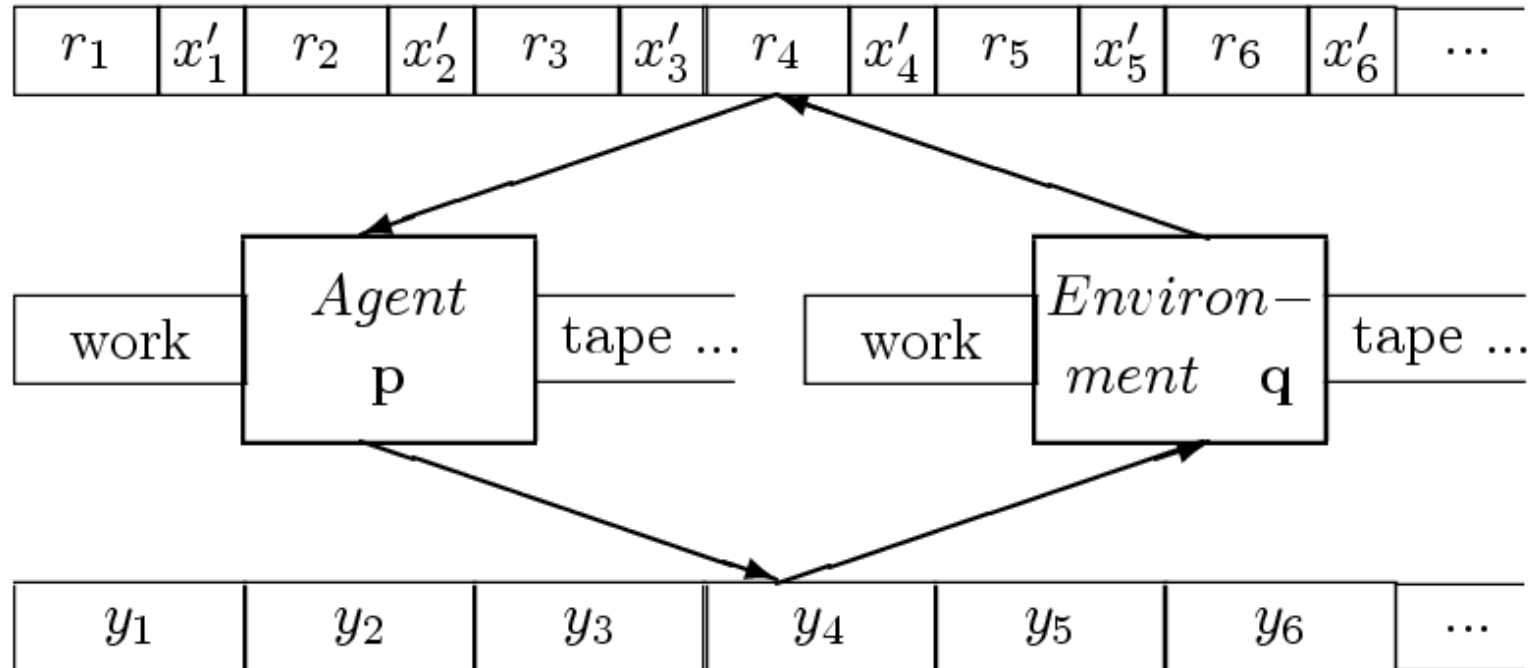 r₁ x′₁ r₂ x′₂ r₃ x′₃ r₄ x′₄ r₅ x′₅ r₆ x′₆ ...
work Agent p tape ...
work Environ– ment q tape ...
y₁ y₂ y₃ y₄ y₅ y₆ ...